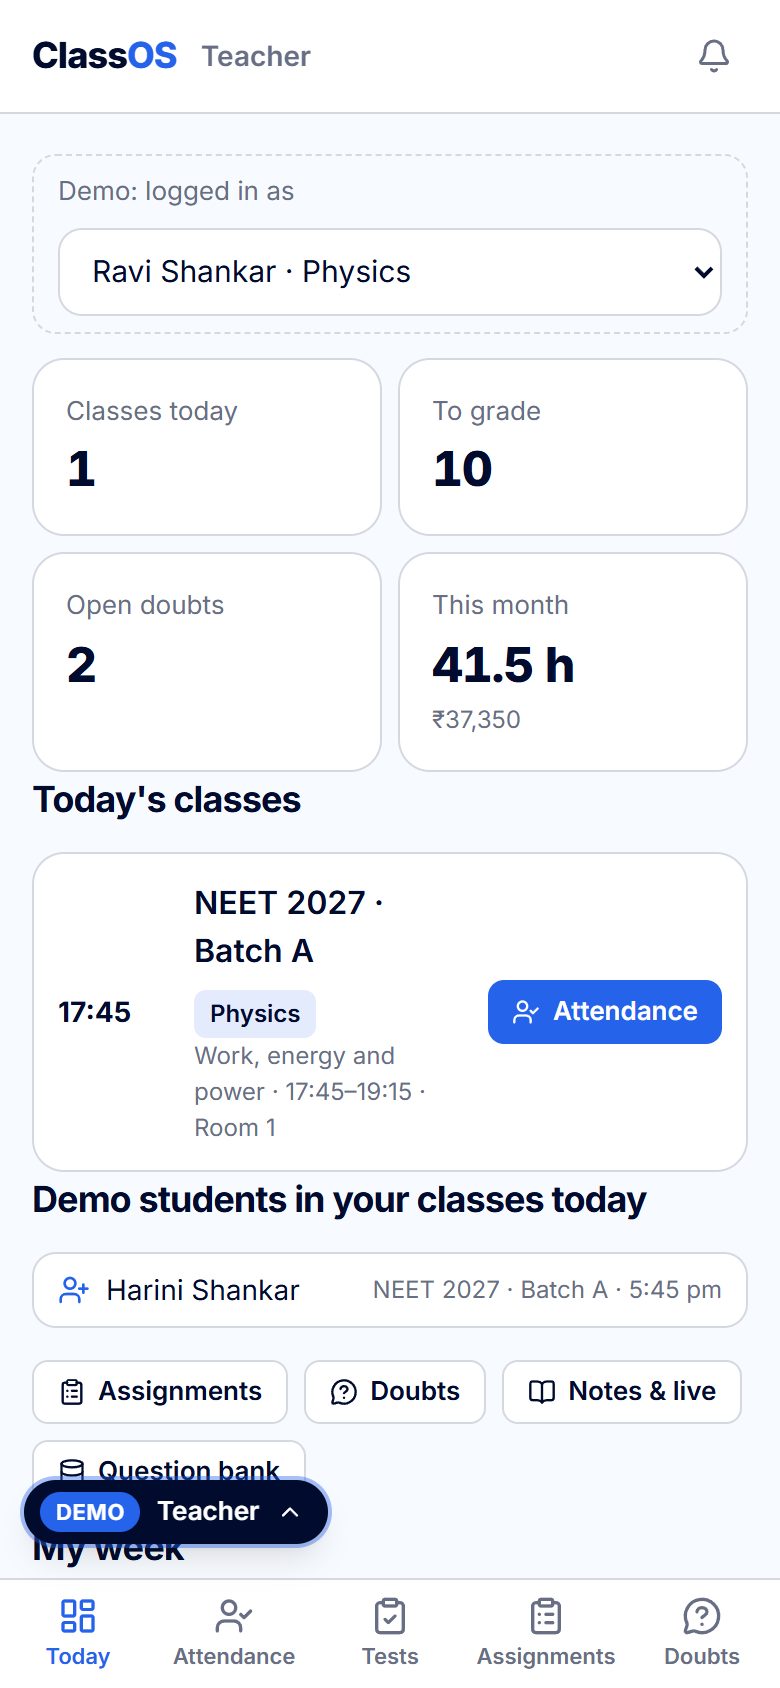 ClassOS Teacher
Demo: logged in as
Ravi Shankar · Physics
Classes today
1
To grade
10
Open doubts
2
This month
41.5 h
₹37,350
Today's classes
17:45
NEET 2027 ·
Batch A
Physics
Work, energy and
power · 17:45–19:15 ·
Room 1
Attendance
Demo students in your classes today
Harini Shankar
NEET 2027 · Batch A · 5:45 pm
Assignments
Doubts
Notes & live
Question bank
DEMO Teacher
My week
Today
Attendance
Tests
Assignments
Doubts